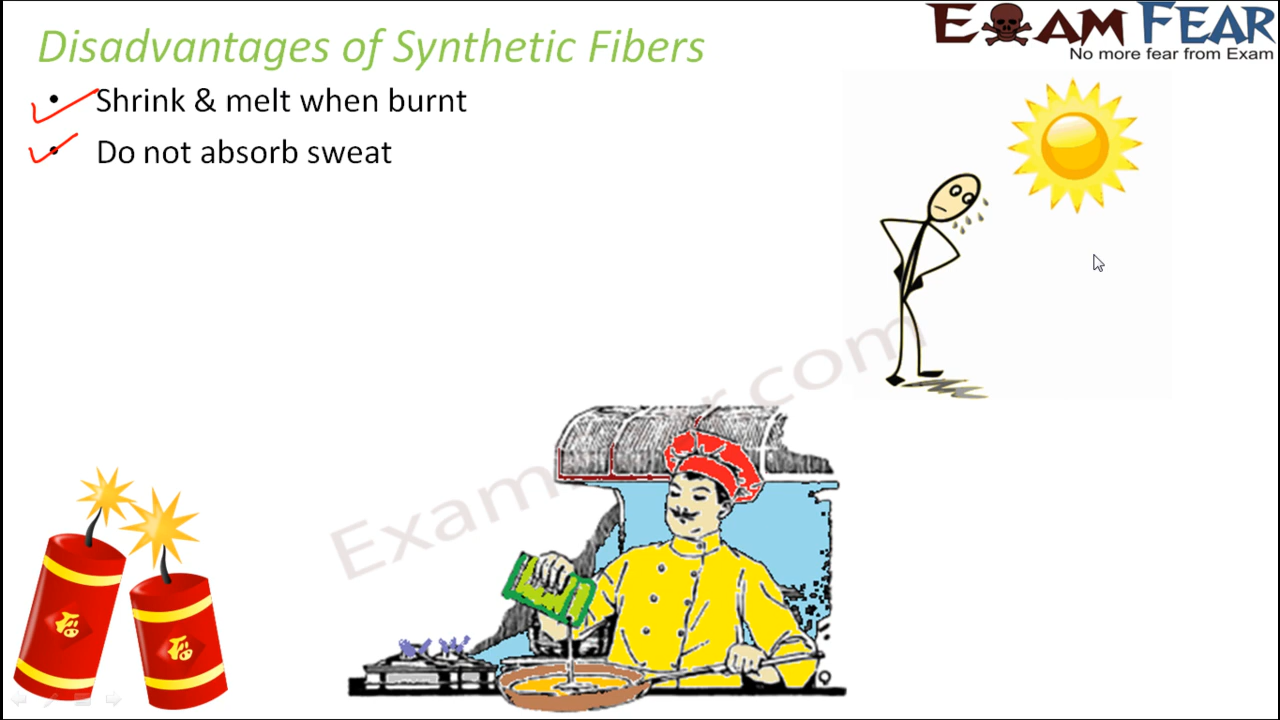 Disadvantages of Synthetic Fibers
EXAM FEAR
No more fear from Exam
• Shrink & melt when burnt
• Do not absorb sweat